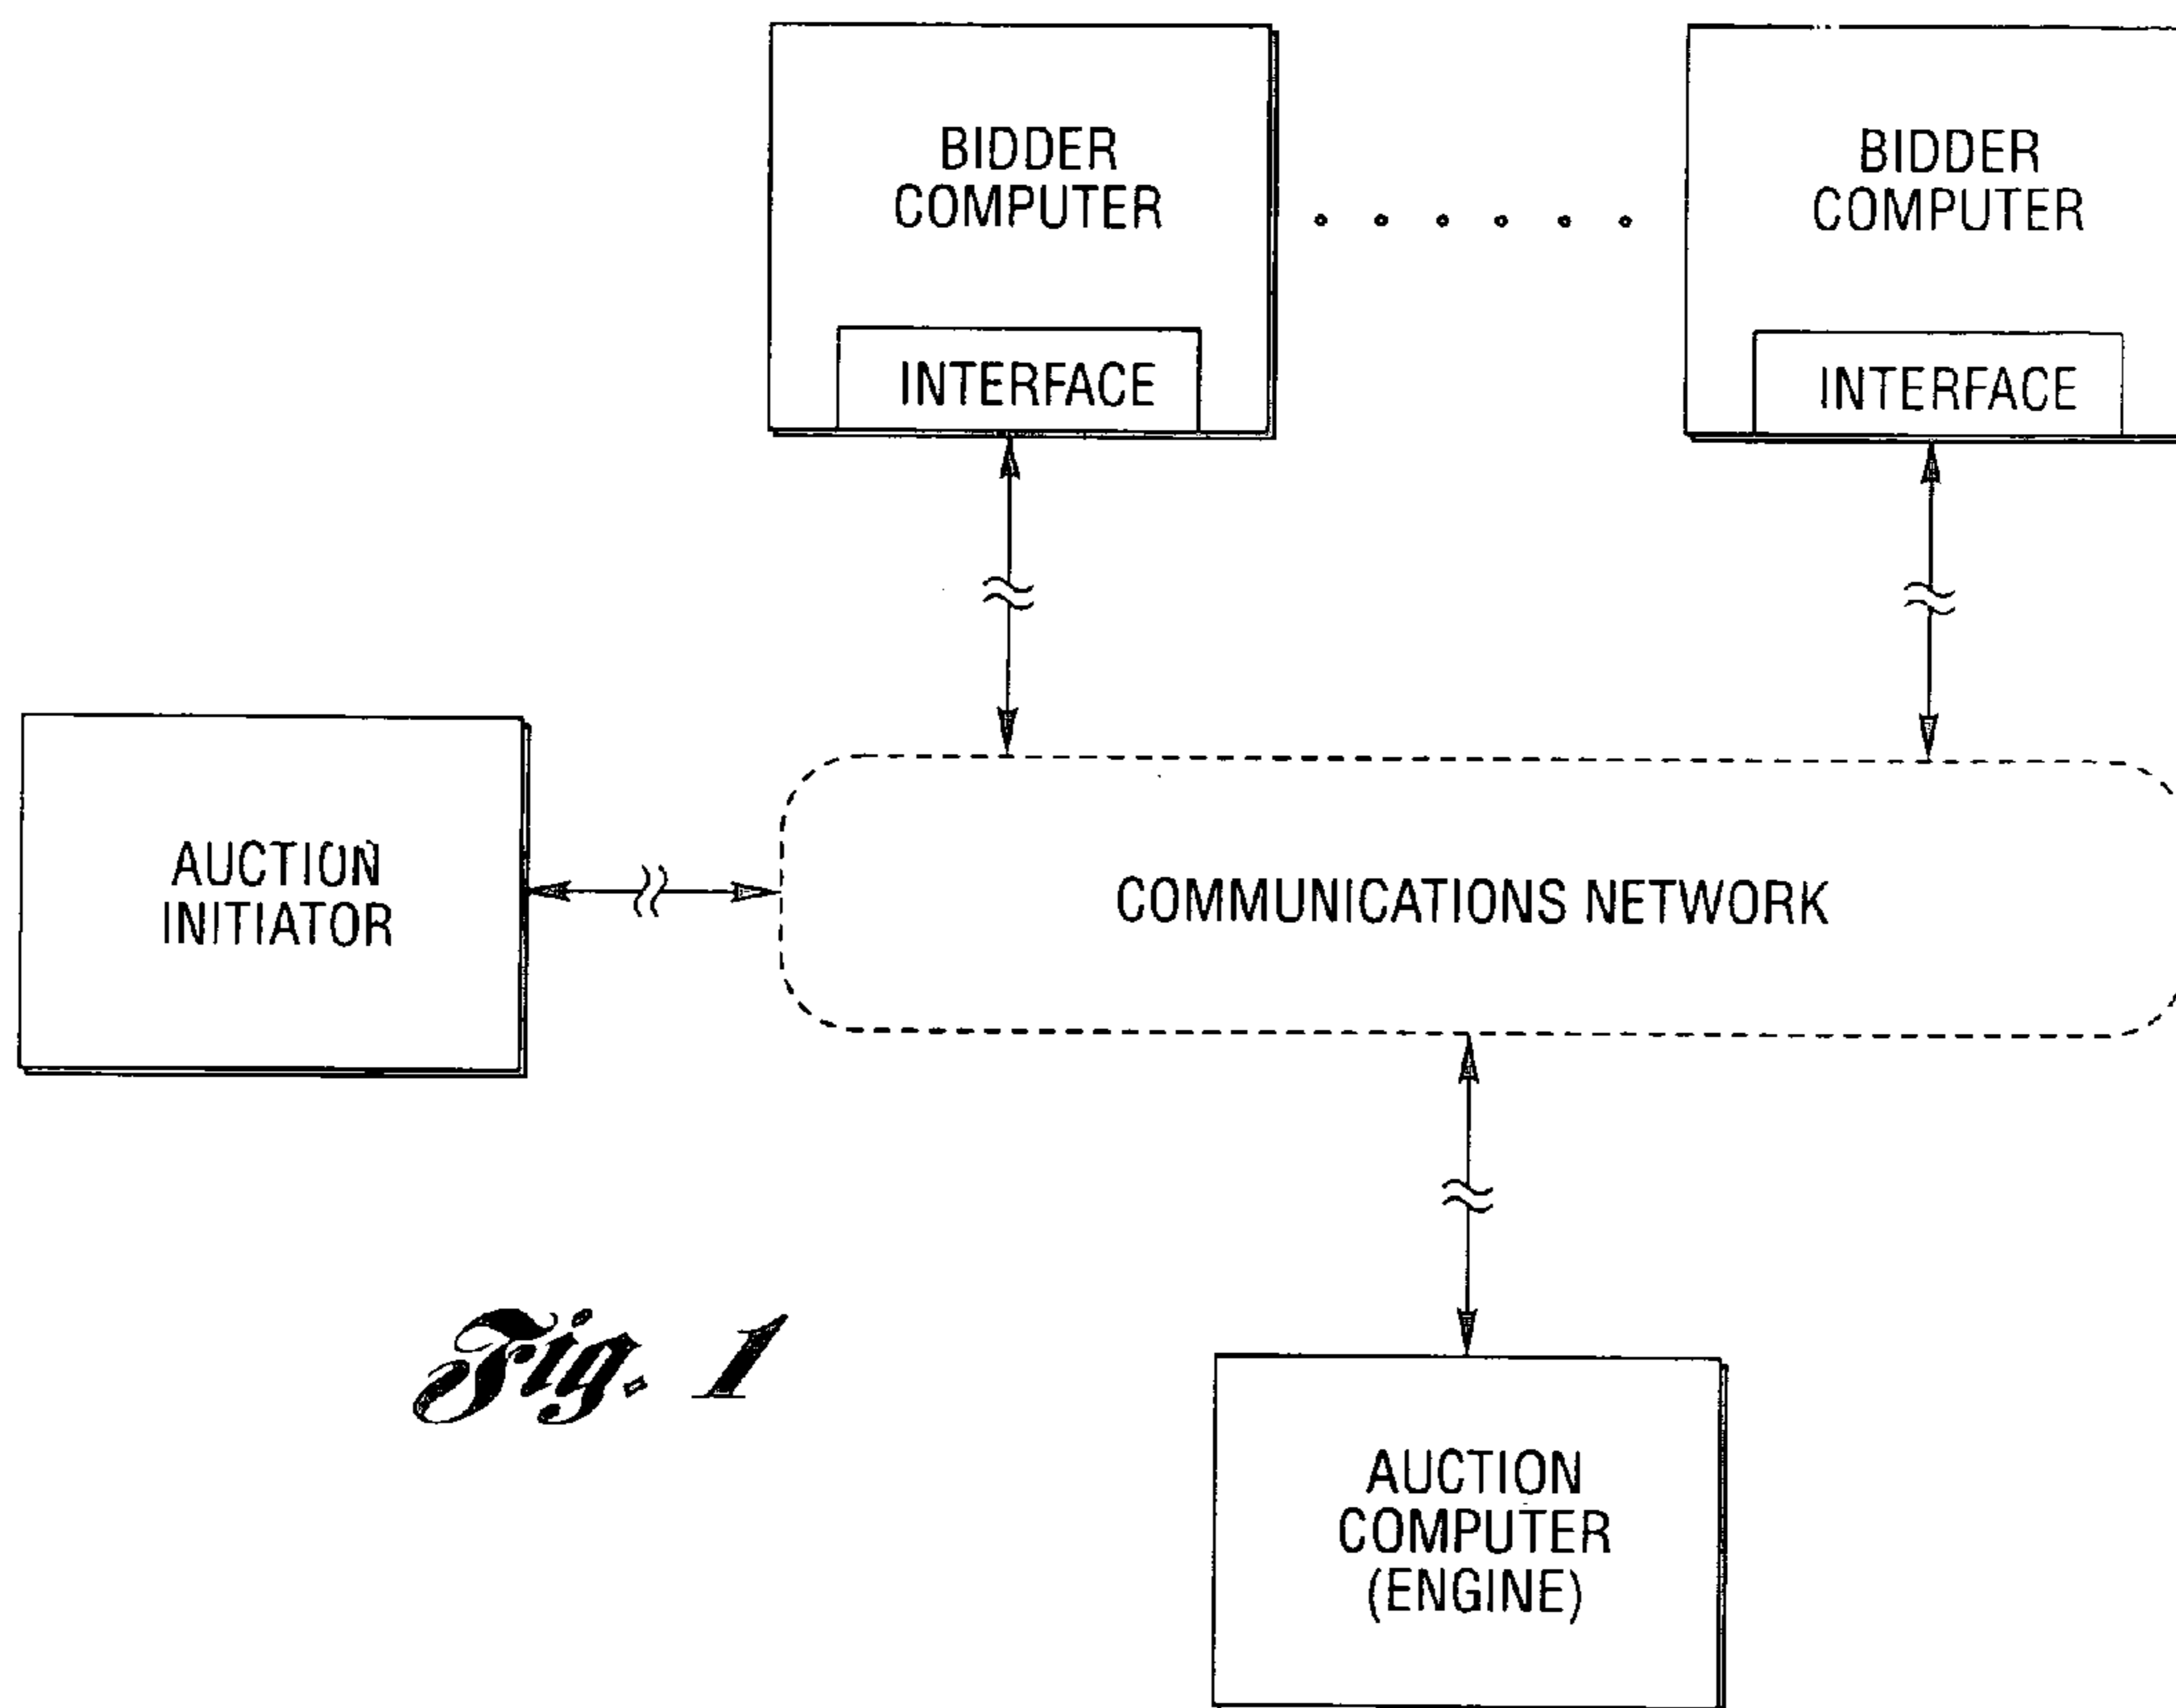 BIDDER
COMPUTER
INTERFACE
BIDDER
COMPUTER
INTERFACE
AUCTION
INITIATOR
COMMUNICATIONS NETWORK
AUCTION
COMPUTER
(ENGINE)
Fig. 1